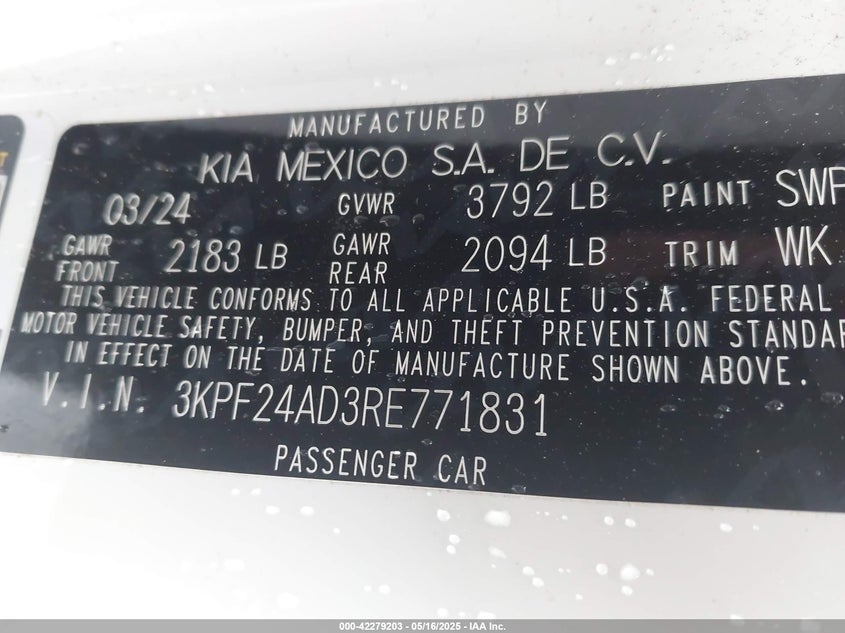 MANUFACTURED BY
KIA MEXICO S.A. DE C.V.
03/24 GVWR 3792 LB PAINT SWP
GAWR FRONT 2183 LB GAWR REAR 2094 LB TRIM WK
THIS VEHICLE CONFORMS TO ALL APPLICABLE U.S.A. FEDERAL
MOTOR VEHICLE SAFETY, BUMPER, AND THEFT PREVENTION STANDAR
IN EFFECT ON THE DATE OF MANUFACTURE SHOWN ABOVE.
V.I.N. 3KPF24AD3RE771831
PASSENGER CAR
000-42279203 - 05/16/2025 - IAA Inc.